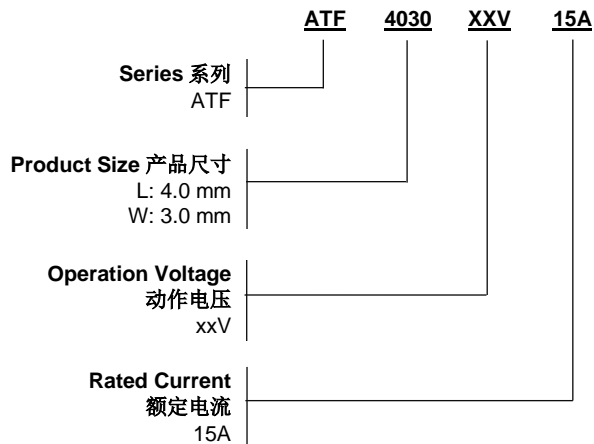 ATF 4030 XXV 15A
Series 系列
ATF
Product Size 产品尺寸
L: 4.0 mm
W: 3.0 mm
Operation Voltage
动作电压
xxV
Rated Current
额定电流
15A